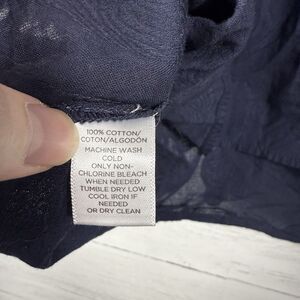 100% COTTON/
COTON/ALGODÓN
MACHINE WASH
COLD
ONLY NON-
CHLORINE BLEACH
WHEN NEEDED
TUMBLE DRY LOW
COOL IRON IF
NEEDED
OR DRY CLEAN